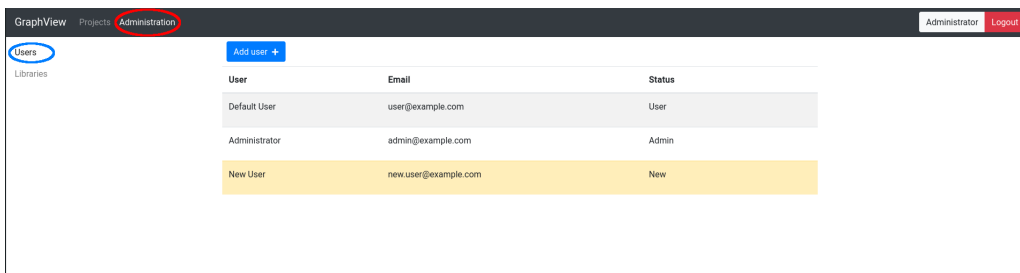 GraphView Projects Administration Administrator Logout
Users
Libraries
Add user +
User Email Status
Default User user@example.com User
Administrator admin@example.com Admin
New User new.user@example.com New